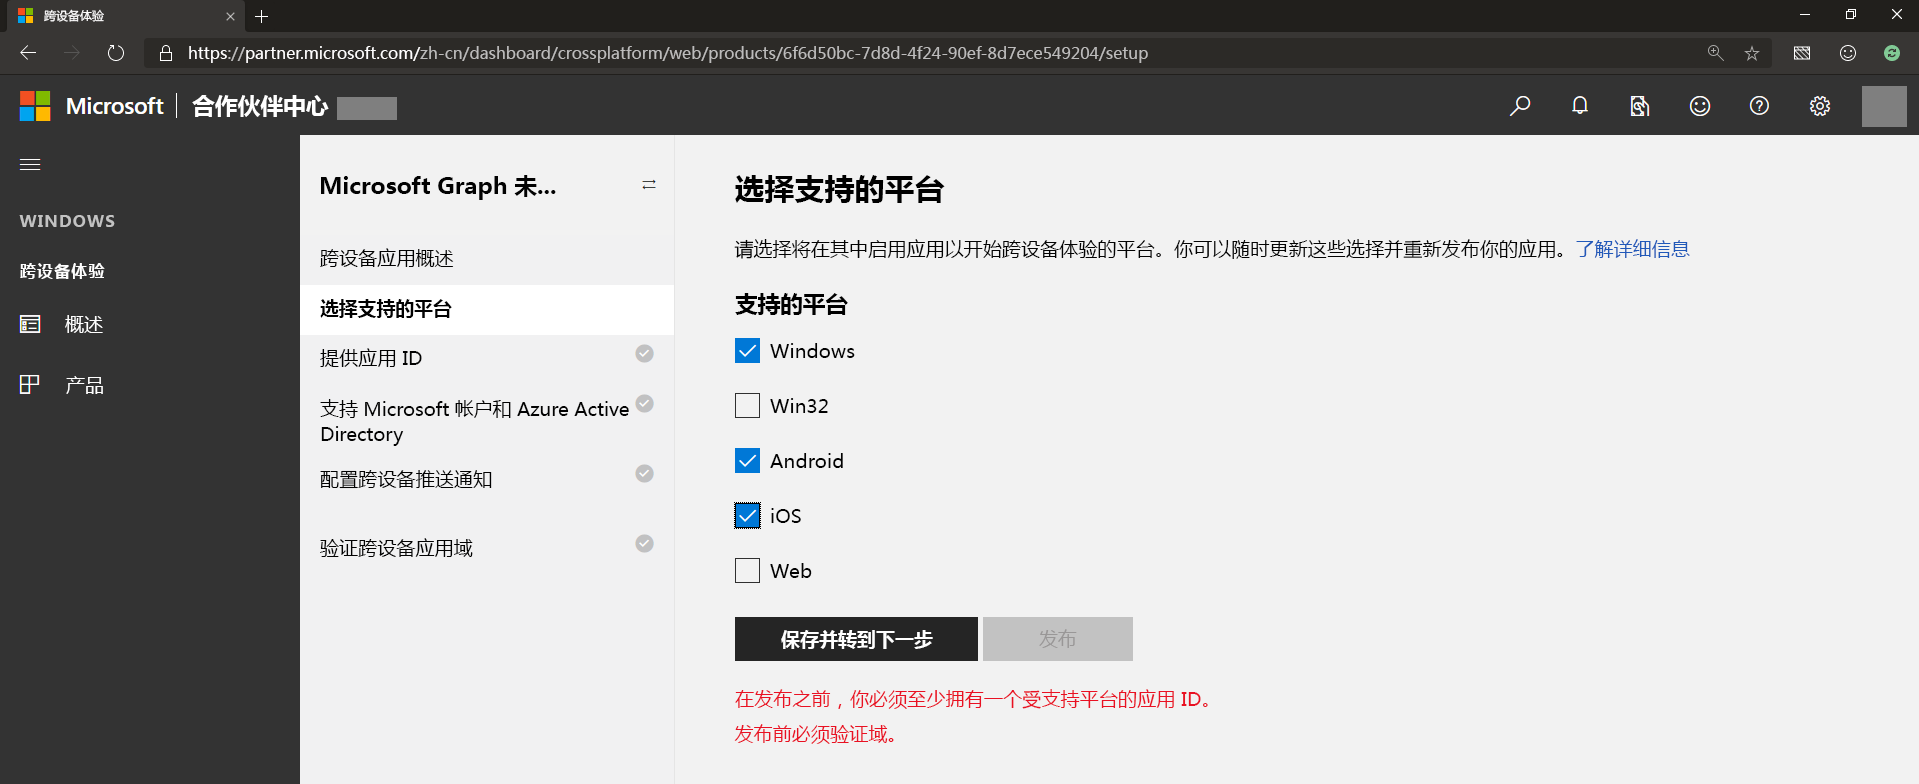 跨设备体验
https://partner.microsoft.com/zh-cn/dashboard/crossplatform/web/products/6f6d50bc-7d8d-4f24-90ef-8d7ece549204/setup
Microsoft 合作伙伴中心
WINDOWS
跨设备体验
概述
产品
Microsoft Graph 未...
跨设备应用概述
选择支持的平台
提供应用 ID
支持 Microsoft 帐户和 Azure Active
Directory
配置跨设备推送通知
验证跨设备应用域
选择支持的平台
请选择将在其中启用应用以开始跨设备体验的平台。你可以随时更新这些选择并重新发布你的应用。了解详细信息
支持的平台
Windows
Win32
Android
iOS
Web
保存并转到下一步 发布
在发布之前，你必须至少拥有一个受支持平台的应用 ID。
发布前必须验证域。